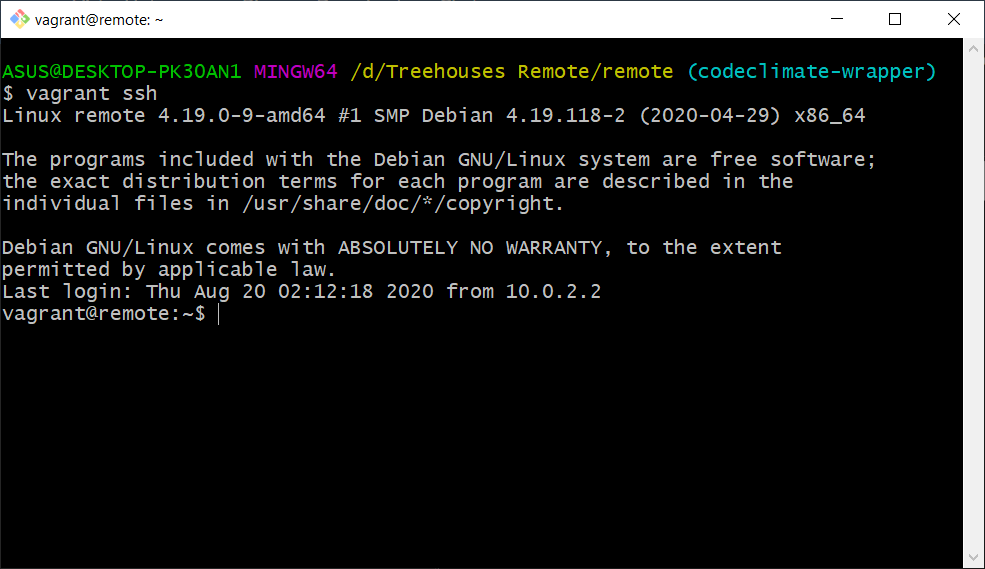 vagrant@remote: ~
ASUS@DESKTOP-PK30AN1 MINGW64 /d/Treehouses Remote/remote (codeclimate-wrapper)
$ vagrant ssh
Linux remote 4.19.0-9-amd64 #1 SMP Debian 4.19.118-2 (2020-04-29) x86_64
The programs included with the Debian GNU/Linux system are free software;
the exact distribution terms for each program are described in the
individual files in /usr/share/doc/*/copyright.
Debian GNU/Linux comes with ABSOLUTELY NO WARRANTY, to the extent
permitted by applicable law.
Last login: Thu Aug 20 02:12:18 2020 from 10.0.2.2
vagrant@remote:~$